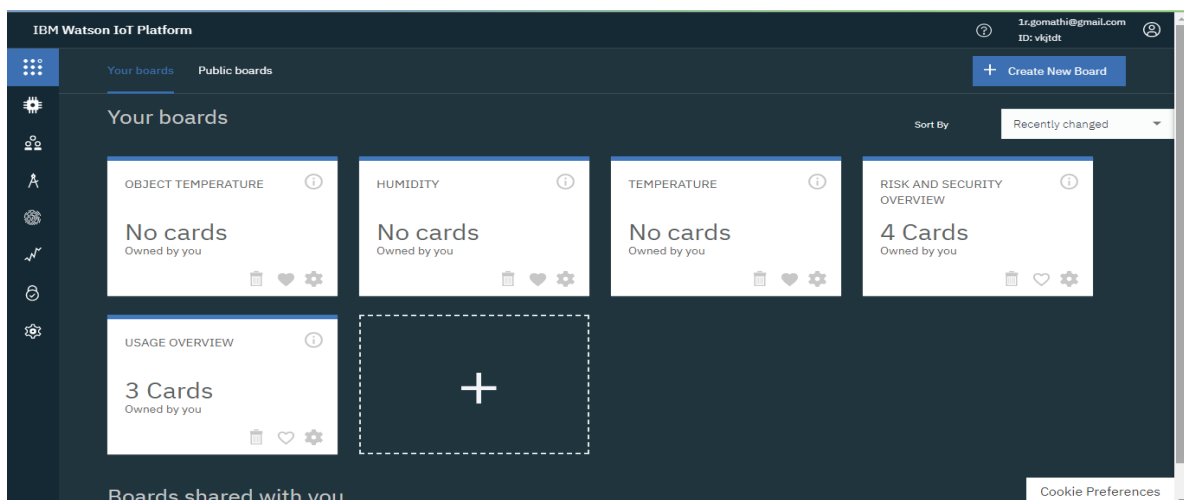 IBM Watson IoT Platform
1r.gomathi@gmail.com
ID: vkjtdt
Your boards
Public boards
+ Create New Board
Your boards
Sort By
Recently changed
OBJECT TEMPERATURE
No cards
Owned by you
HUMIDITY
No cards
Owned by you
TEMPERATURE
No cards
Owned by you
RISK AND SECURITY
OVERVIEW
4 Cards
Owned by you
USAGE OVERVIEW
3 Cards
Owned by you
Boards shared with you
Cookie Preferences